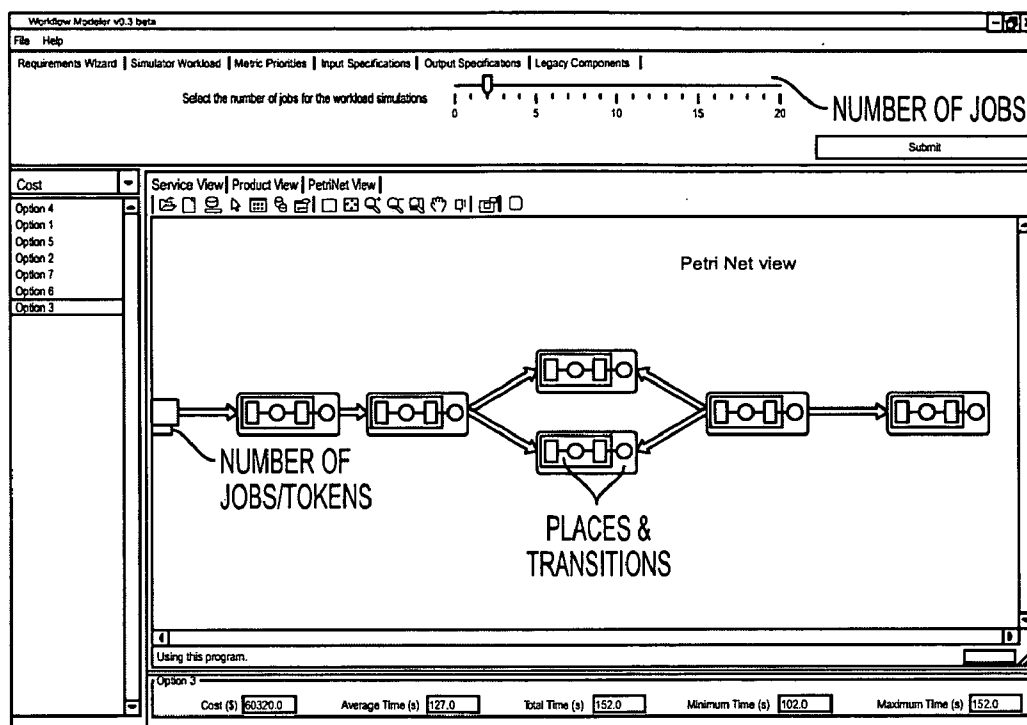 Workflow Modeler v0.3 beta
File Help
Requirements Wizard | Simulator Workload | Metric Priorities | Input Specifications | Output Specifications | Legacy Components |
Select the number of jobs for the workload simulations
0 5 10 15 20
NUMBER OF JOBS
Submit
Cost
Service View | Product View | PetriNet View |
Option 4
Option 1
Option 5
Option 2
Option 7
Option 6
Option 3
Petri Net view
NUMBER OF
JOBS/TOKENS
PLACES &
TRANSITIONS
Using this program.
Option 3
Cost ($) 60320.0 Average Time (s) 127.0 Total Time (s) 152.0 Minimum Time (s) 102.0 Maximum Time (s) 152.0